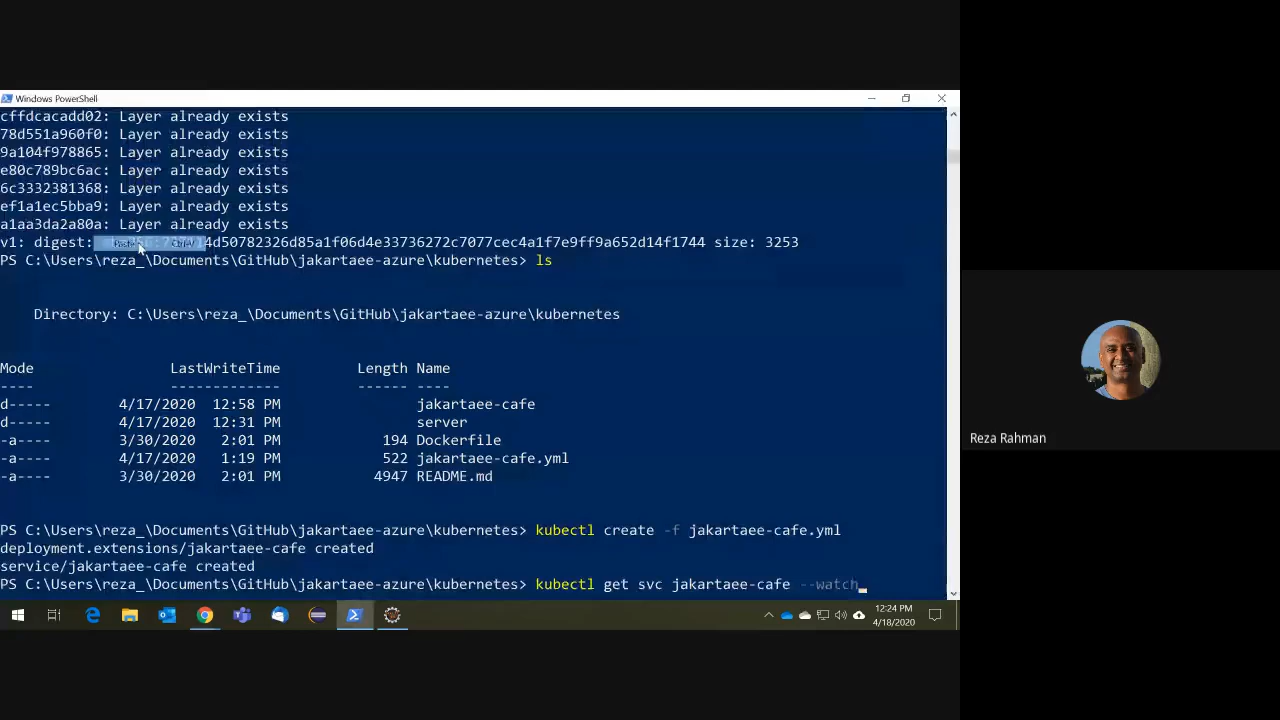 Windows PowerShell
cffdcacadd02: Layer already exists
78d551a960f0: Layer already exists
9a104f978865: Layer already exists
e80c789bc6ac: Layer already exists
6c3332381368: Layer already exists
ef1a1ec5bba9: Layer already exists
a1aa3da2a80a: Layer already exists
v1: digest: 14d50782326d85a1f06d4e33736272c7077cec4a1f7e9ff9a652d14f1744 size: 3253
PS C:\Users\reza_\Documents\GitHub\jakartaee-azure\kubernetes> ls
Directory: C:\Users\reza_\Documents\GitHub\jakartaee-azure\kubernetes
Mode LastWriteTime Length Name
---- ------------- ------ ----
d----- 4/17/2020 12:58 PM jakartaee-cafe
d----- 4/17/2020 12:31 PM server
-a---- 3/30/2020 2:01 PM 194 Dockerfile
-a---- 4/17/2020 1:19 PM 522 jakartaee-cafe.yml
-a---- 3/30/2020 2:01 PM 4947 README.md
PS C:\Users\reza_\Documents\GitHub\jakartaee-azure\kubernetes> kubectl create -f jakartaee-cafe.yml
deployment.extensions/jakartaee-cafe created
service/jakartaee-cafe created
PS C:\Users\reza_\Documents\GitHub\jakartaee-azure\kubernetes> kubectl get svc jakartaee-cafe --watch
12:24 PM
4/18/2020
Reza Rahman